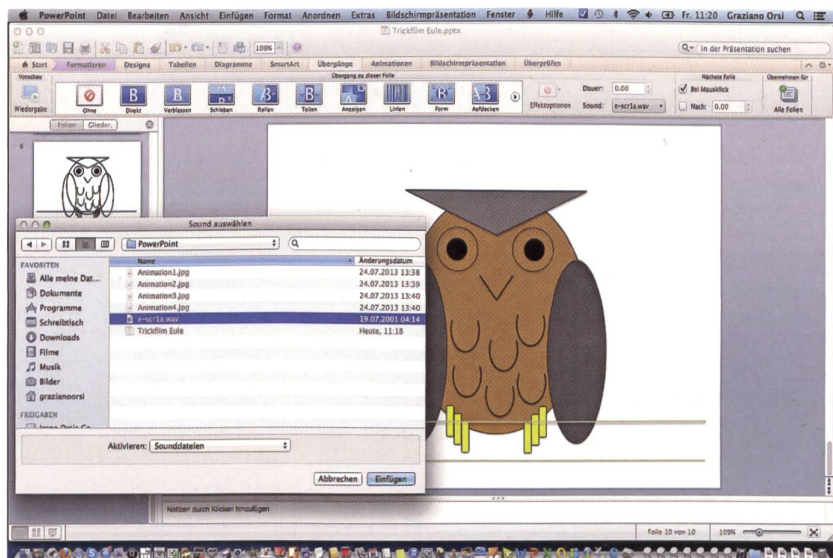 PowerPoint Datei Bearbeiten Ansicht Einfügen Format Anordnen Extras Bildschirmpräsentation Fenster Hilfe Fr. 11:20 Graziano Orsi
Trickfilm Eule.pptx
109% In der Präsentation suchen
Start Formatieren Designs Tabellen Diagramme SmartArt Übergänge Animationen Bildschirmpräsentation Überprüfen
Vorschau Übergang zu dieser Folie Nächste Folie Übernehmen für
Dauer: 0.00 Bei Mausklick
Wiedergabe Ohne Direkt Verblassen Schieben Rollen Teilen Anzeigen Linien Form Aufdecken Effektoptionen Sound: e-scr1a.wav Nach: 0.00 Alle Folien
Folien Glieder.
Sound auswählen
PowerPoint
FAVORITEN
Alle meine Dat...
Dokumente
Programme
Schreibtisch
Downloads
Filme
Musik
Bilder
grazianoorsi
FREIGABEN
Name Änderungsdatum
Animation1.jpg 24.07.2013 13:38
Animation2.jpg 24.07.2013 13:39
Animation3.jpg 24.07.2013 13:40
Animation4.jpg 24.07.2013 13:40
e-scr1a.wav 19.07.2001 04:14
Trickfilm Eule Heute, 11:18
Aktivieren: Sounddateien
Abbrechen Einfügen
Notizen durch Klicken hinzufügen
Folie 10 von 10 109%